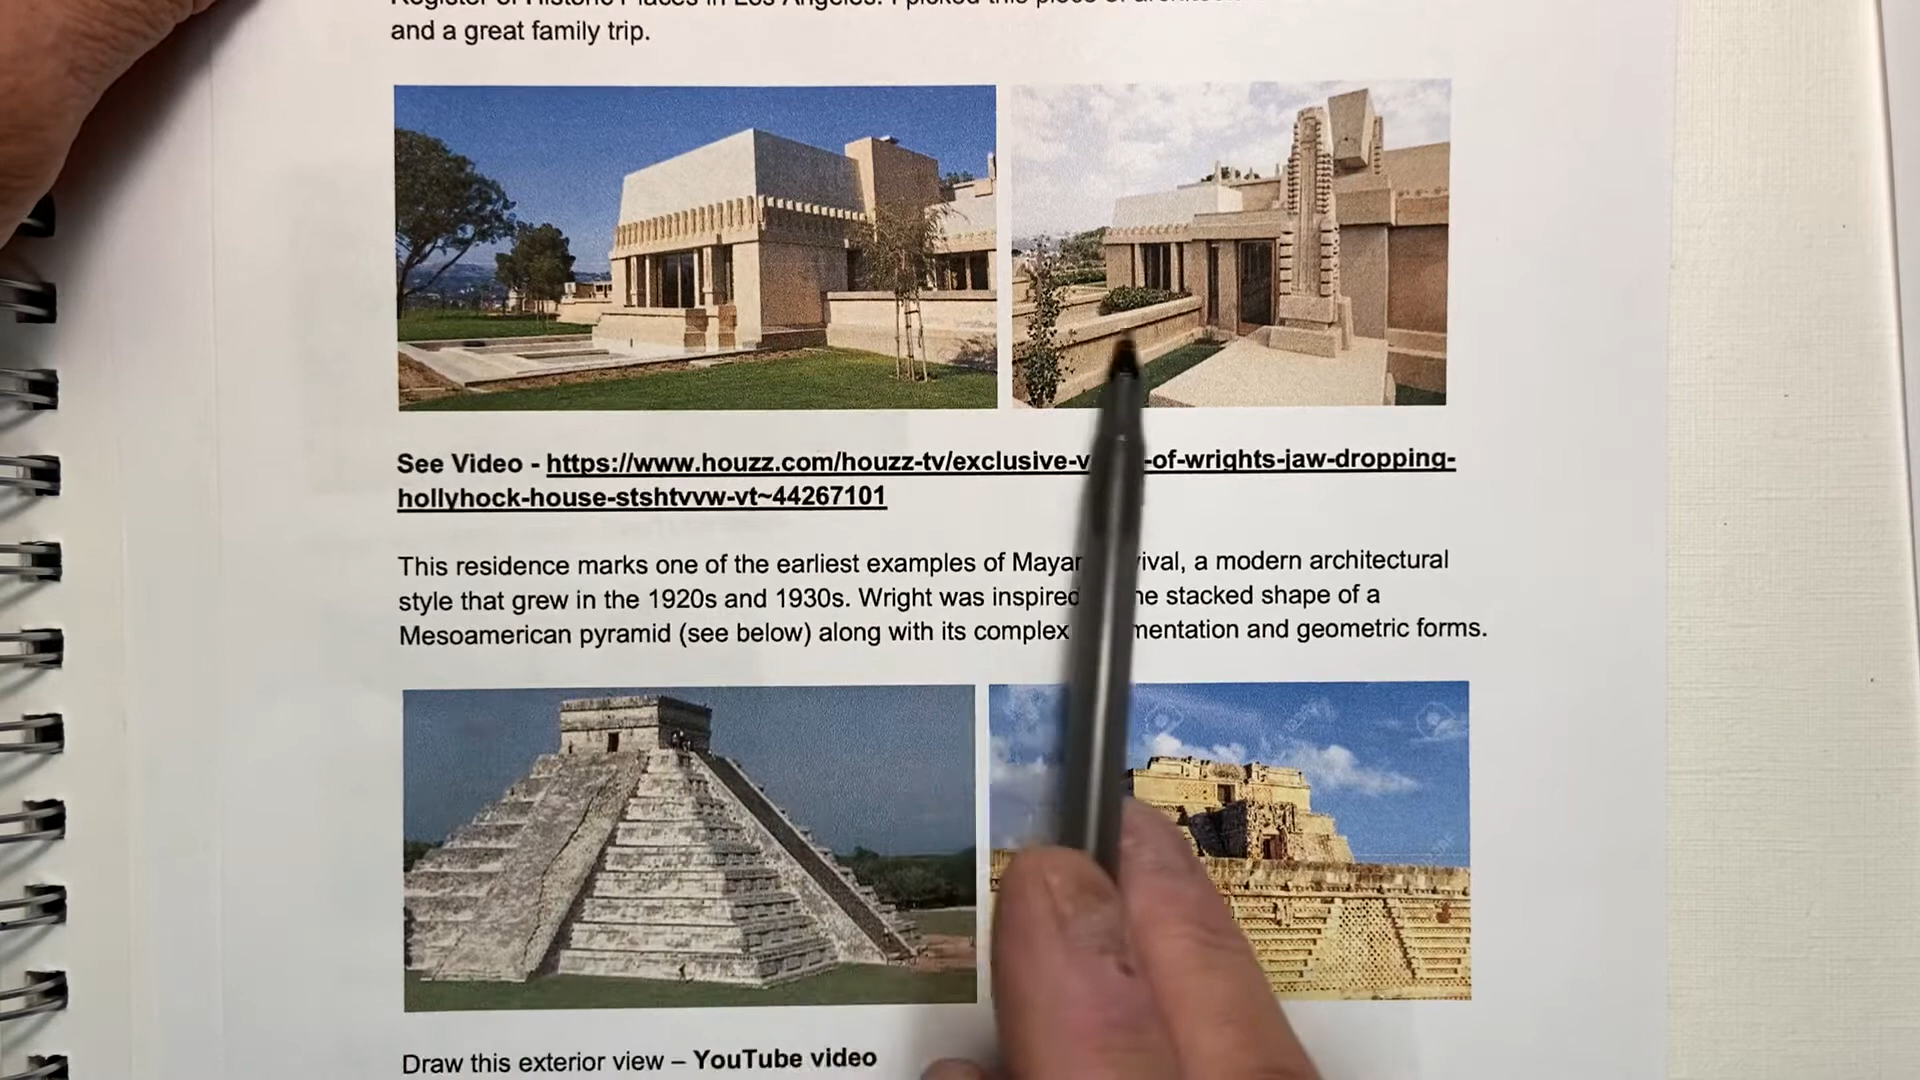 and a great family trip.
See Video - https://www.houzz.com/houzz-tv/exclusive-v -of-wrights-jaw-dropping-
hollyhock-house-stshtvvw-vt~44267101
This residence marks one of the earliest examples of Mayan ival, a modern architectural
style that grew in the 1920s and 1930s. Wright was inspired he stacked shape of a
Mesoamerican pyramid (see below) along with its complex mentation and geometric forms.
Draw this exterior view – YouTube video